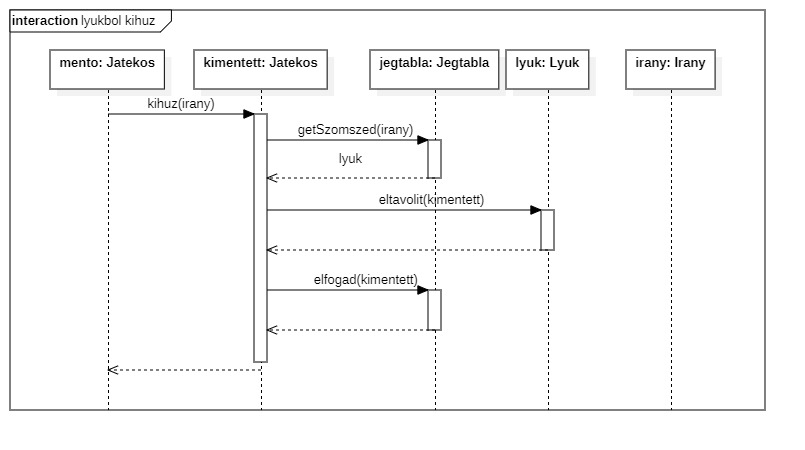 interaction lyukbol kihuz
mento: Jatekos
kimentett: Jatekos
jegtabla: Jegtabla
lyuk: Lyuk
irany: Irany
kihuz(irany)
getSzomszed(irany)
lyuk
eltavolit(kimentett)
elfogad(kimentett)